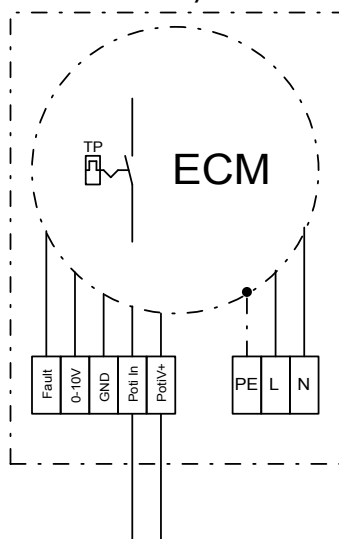 TP
ECM
Fault
0-10V
GND
Poti In
PotiV+
PE
L
N